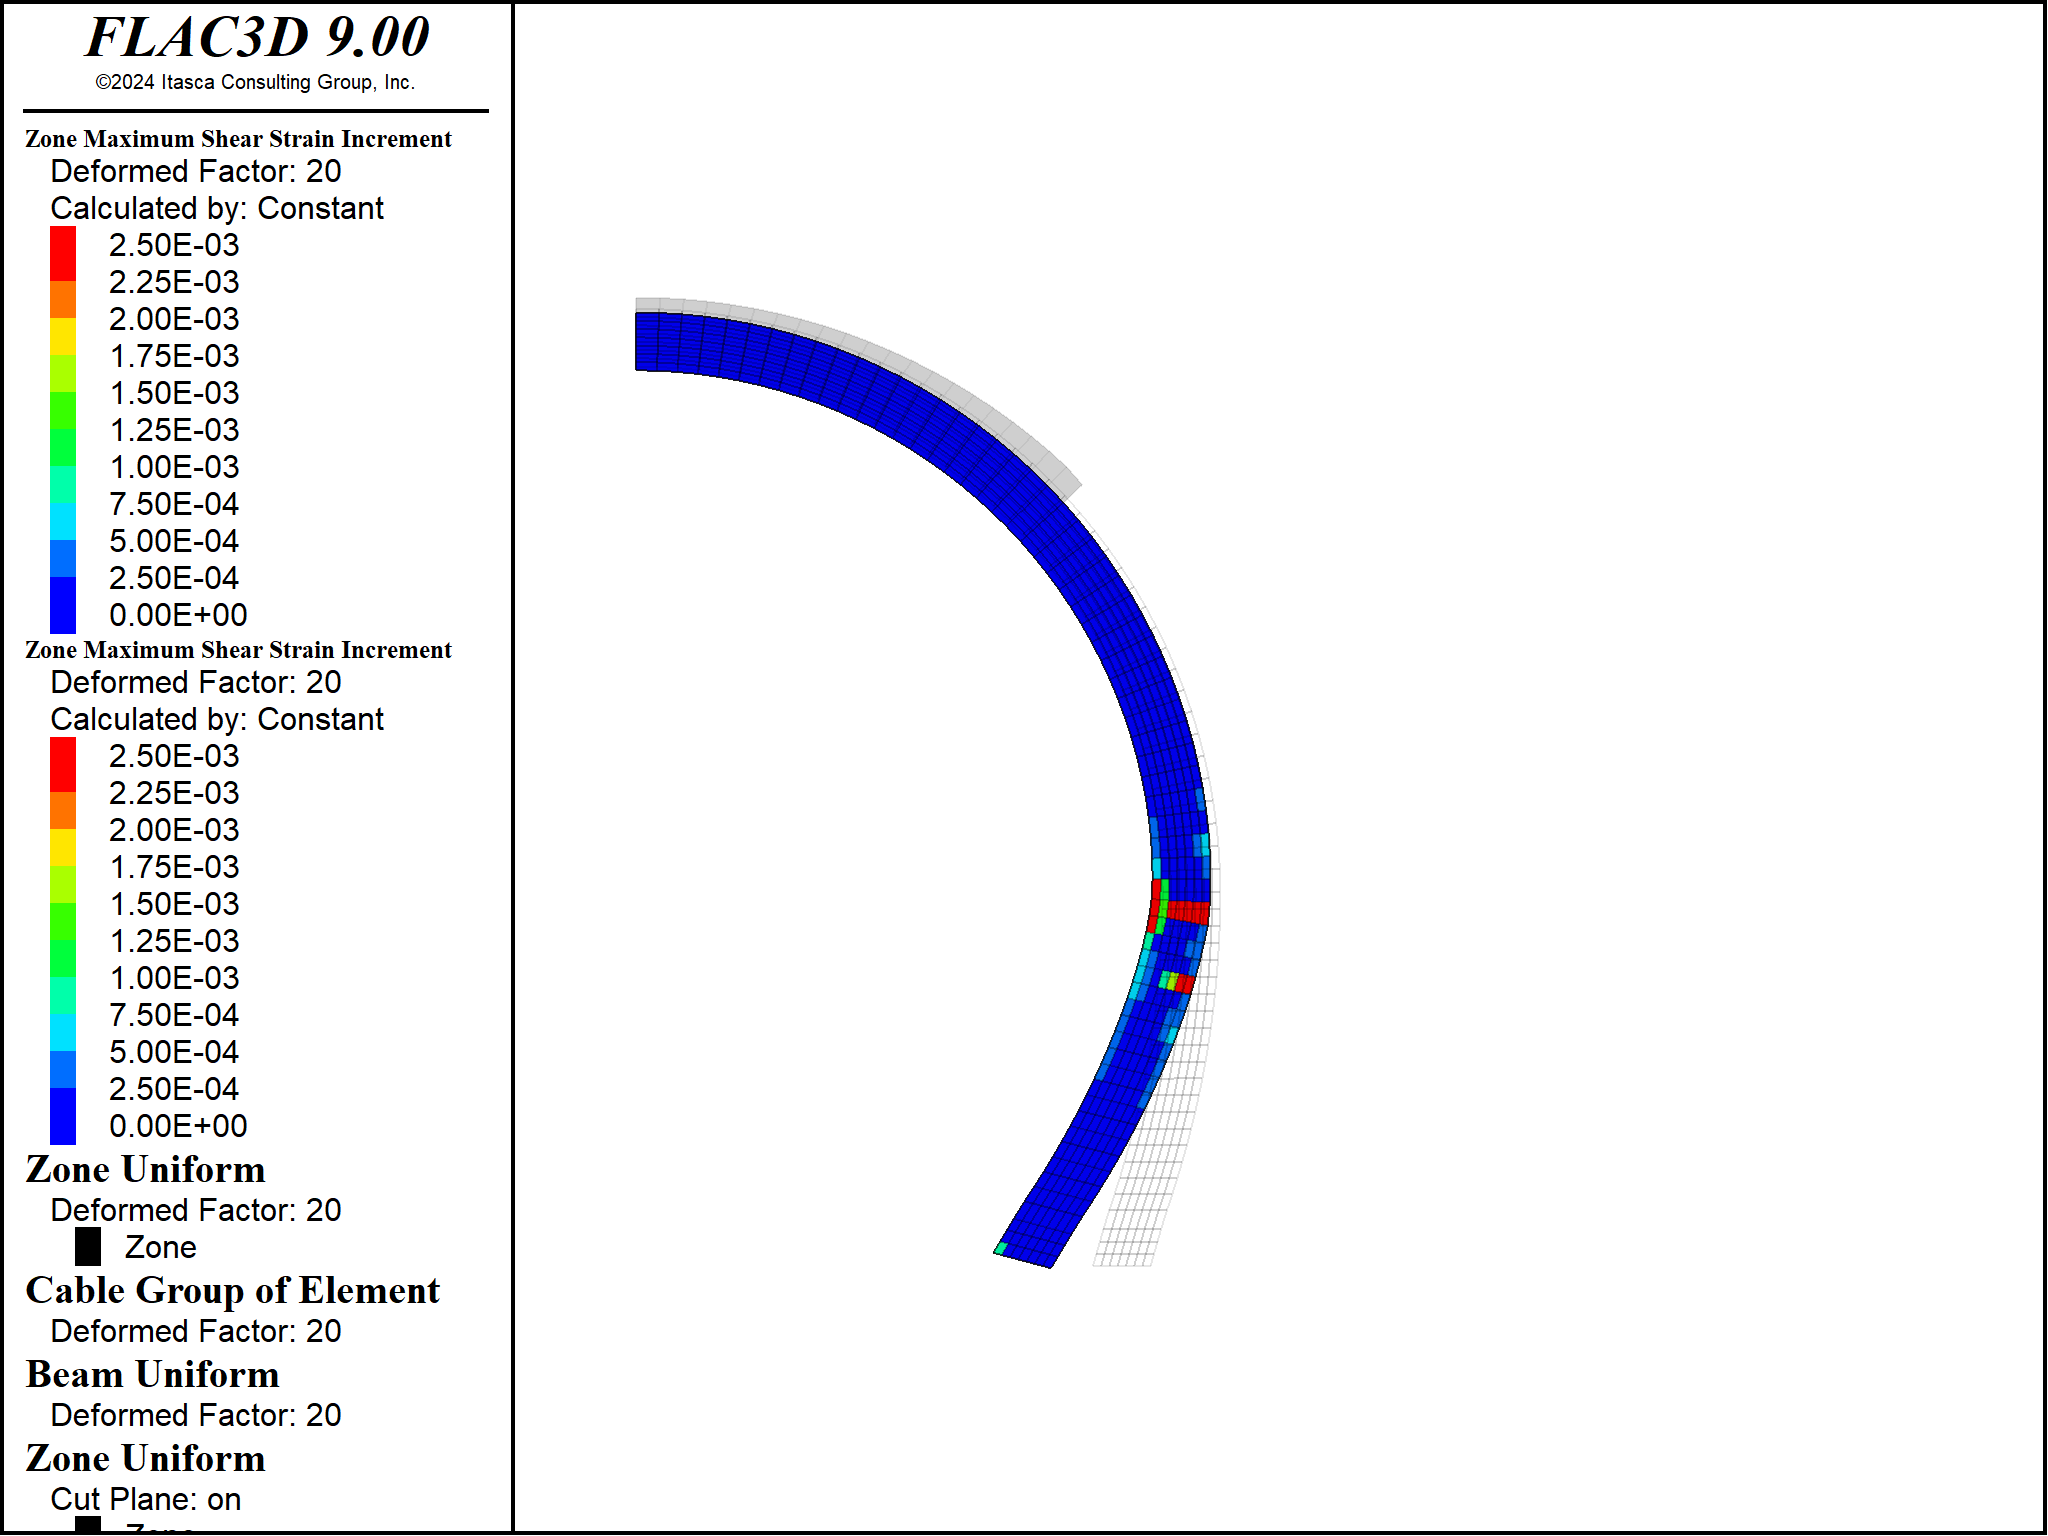 FLAC3D 9.00
©2024 Itasca Consulting Group, Inc.
Zone Maximum Shear Strain Increment
Deformed Factor: 20
Calculated by: Constant
2.50E-03
2.25E-03
2.00E-03
1.75E-03
1.50E-03
1.25E-03
1.00E-03
7.50E-04
5.00E-04
2.50E-04
0.00E+00
Zone Maximum Shear Strain Increment
Deformed Factor: 20
Calculated by: Constant
2.50E-03
2.25E-03
2.00E-03
1.75E-03
1.50E-03
1.25E-03
1.00E-03
7.50E-04
5.00E-04
2.50E-04
0.00E+00
Zone Uniform
Deformed Factor: 20
Zone
Cable Group of Element
Deformed Factor: 20
Beam Uniform
Deformed Factor: 20
Zone Uniform
Cut Plane: on